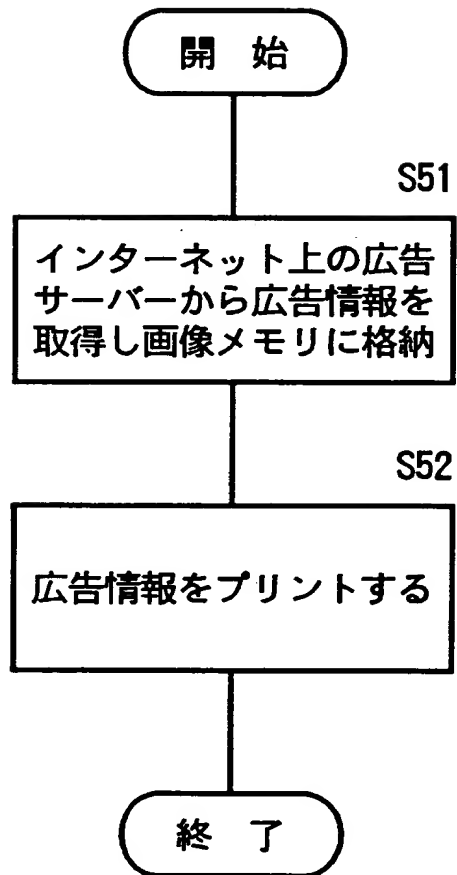 開 始
S51
インターネット上の広告
サーバーから広告情報を
取得し画像メモリに格納
S52
広告情報をプリントする
終 了